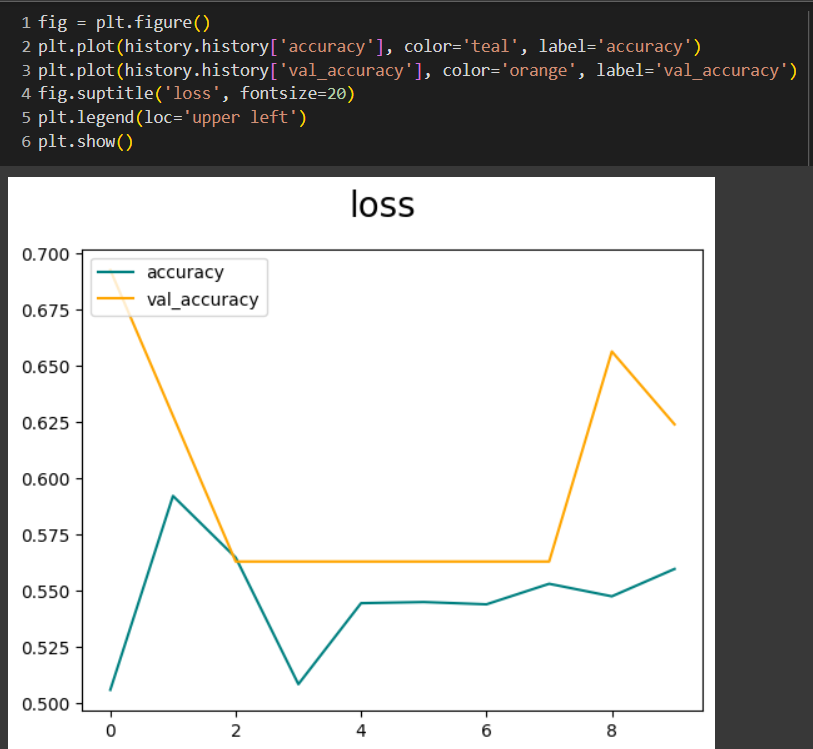 1 fig = plt.figure()
2 plt.plot(history.history['accuracy'], color='teal', label='accuracy')
3 plt.plot(history.history['val_accuracy'], color='orange', label='val_accuracy')
4 fig.suptitle('loss', fontsize=20)
5 plt.legend(loc='upper left')
6 plt.show()
loss
accuracy
val_accuracy
0.700
0.675
0.650
0.625
0.600
0.575
0.550
0.525
0.500
0 2 4 6 8